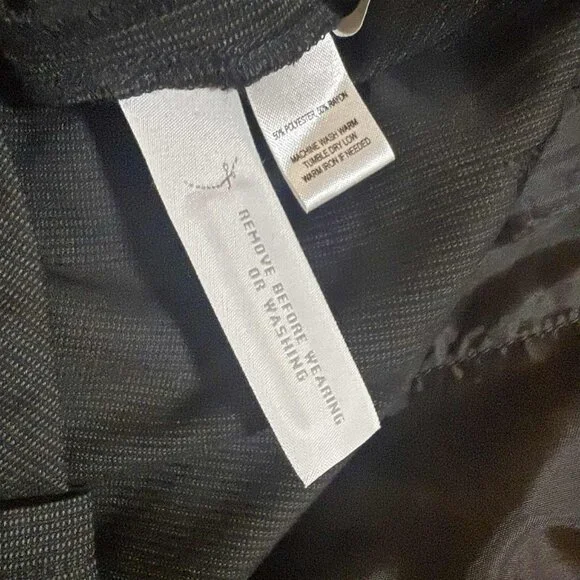 50% POLYESTER, 50% RAYON
MACHINE WASH WARM
TUMBLE DRY LOW
WARM IRON IF NEEDED
REMOVE BEFORE WEARING
OR WASHING